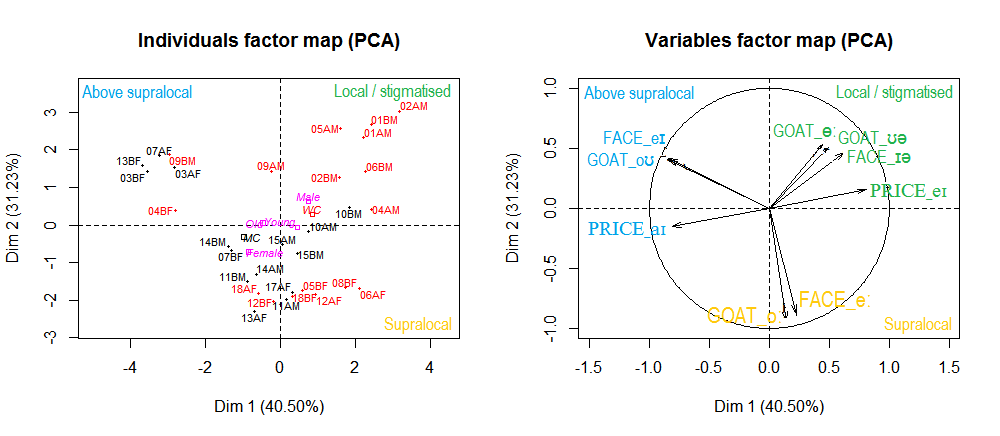 Individuals factor map (PCA)
Above supralocal
Local / stigmatised
02AM
01BM
05AM
01AM
07AF
13BF
09BM
03BF
03AF
09AM
06BM
02BM
Male
WC
04BF
10BM
04AM
Old
Young
10AM
14BM
MC
15AM
07BF
Female
15BM
14AM
11BM
18AF
17AF
05BF
08BF
06AF
12BF
11AM
18BF
12AF
13AF
Supralocal
3
2
1
0
-1
-2
-3
-4
-2
0
2
4
Dim 1 (40.50%)
Dim 2 (31.23%)
Variables factor map (PCA)
Above supralocal
Local / stigmatised
FACE_eɪ
GOAT_oʊ
GOAT_ɵ:
GOAT_ʊə
FACE_ɪə
PRICE_eɪ
PRICE_aɪ
FACE_e:
GOAT_o:
Supralocal
1.0
0.5
0.0
-0.5
-1.0
-1.5
-1.0
-0.5
0.0
0.5
1.0
1.5
Dim 1 (40.50%)
Dim 2 (31.23%)